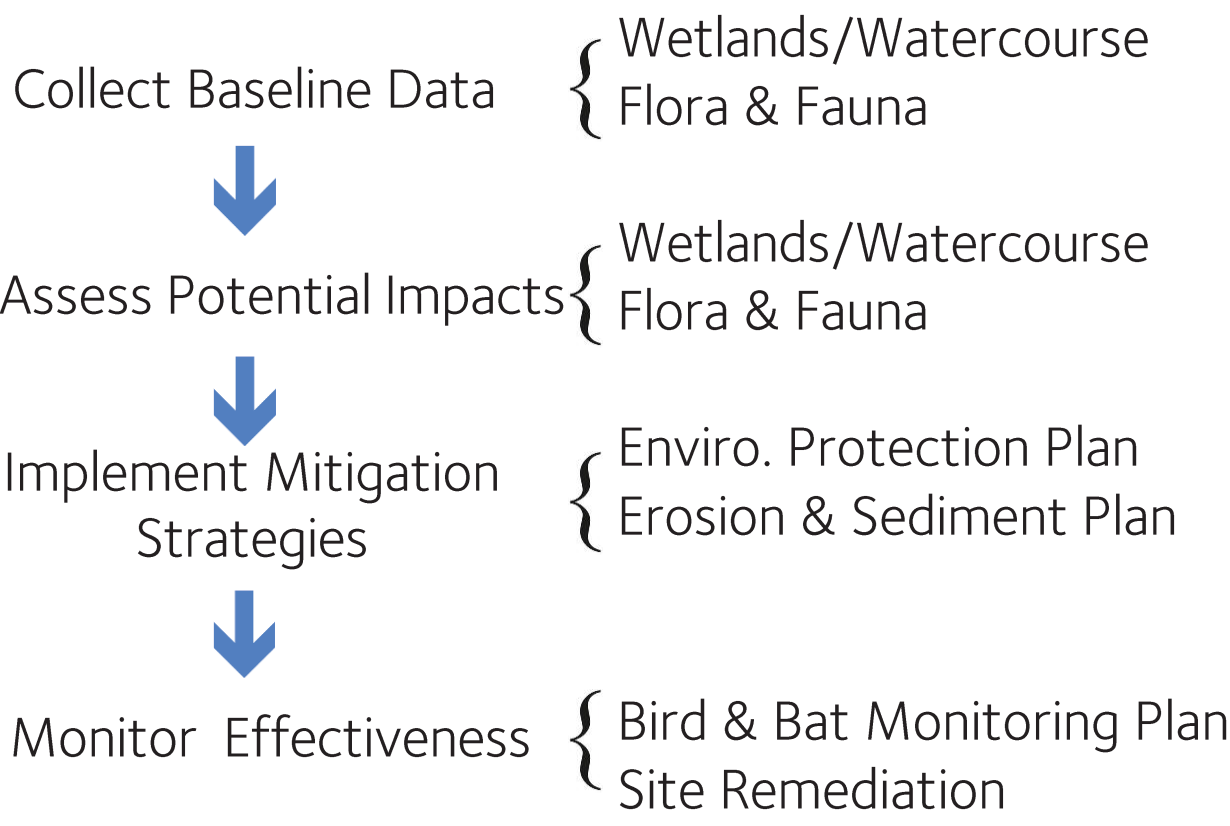 Collect Baseline Data
Wetlands/Watercourse
Flora & Fauna
Assess Potential Impacts
Wetlands/Watercourse
Flora & Fauna
Implement Mitigation
Strategies
Enviro. Protection Plan
Erosion & Sediment Plan
Monitor Effectiveness
Bird & Bat Monitoring Plan
Site Remediation